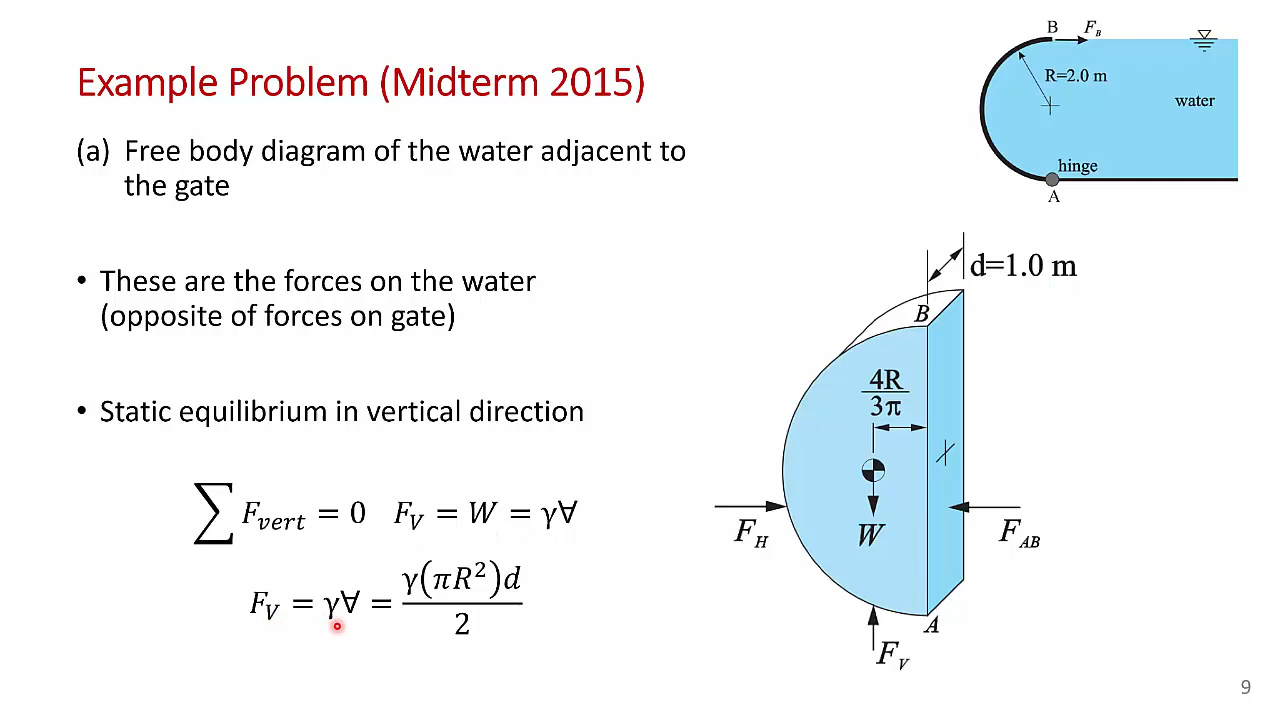 Example Problem (Midterm 2015)
(a) Free body diagram of the water adjacent to
the gate
• These are the forces on the water
(opposite of forces on gate)
• Static equilibrium in vertical direction
∑ F_vert = 0 F_V = W = γ∀
F_V = γ∀ = γ(πR²)d / 2
B F_B
R=2.0 m
water
hinge
A
d=1.0 m
B
4R
3π
W
F_H
F_AB
A
F_V
9